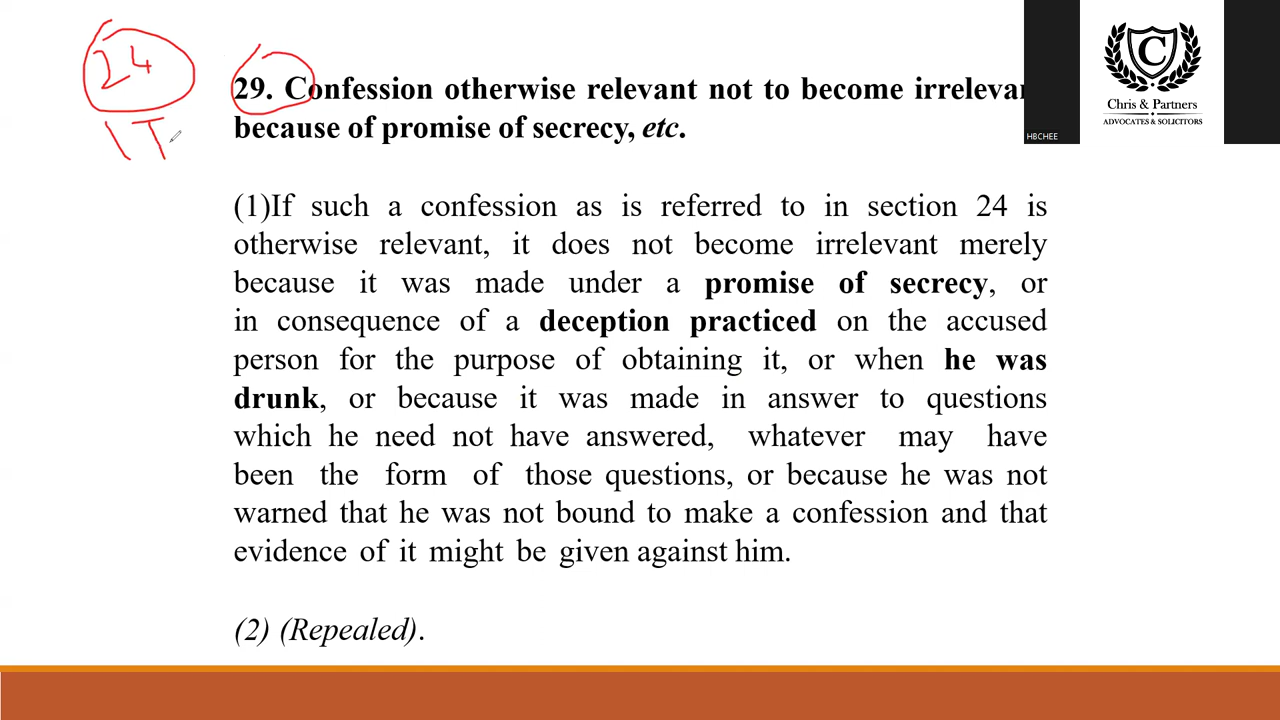 24
IT
29. Confession otherwise relevant not to become irrelevan
because of promise of secrecy, etc.
HBCHEE
C
Chris & Partners
ADVOCATES & SOLICITORS
(1)If such a confession as is referred to in section 24 is
otherwise relevant, it does not become irrelevant merely
because it was made under a promise of secrecy, or
in consequence of a deception practiced on the accused
person for the purpose of obtaining it, or when he was
drunk, or because it was made in answer to questions
which he need not have answered, whatever may have
been the form of those questions, or because he was not
warned that he was not bound to make a confession and that
evidence of it might be given against him.
(2) (Repealed).